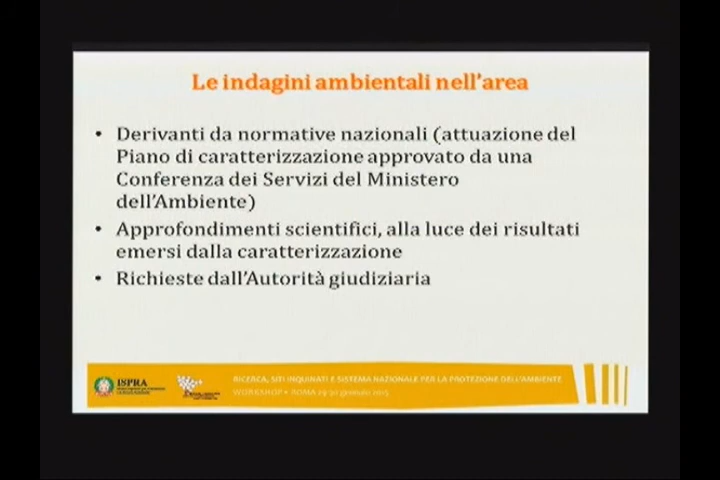 Le indagini ambientali nell'area
• Derivanti da normative nazionali (attuazione del
Piano di caratterizzazione approvato da una
Conferenza dei Servizi del Ministero
dell'Ambiente)
• Approfondimenti scientifici, alla luce dei risultati
emersi dalla caratterizzazione
• Richieste dall'Autorità giudiziaria
ISPRA
RICERCA, SITI INQUINATI E SISTEMA NAZIONALE PER LA PROTEZIONE DELL'AMBIENTE
WORKSHOP • ROMA gennaio